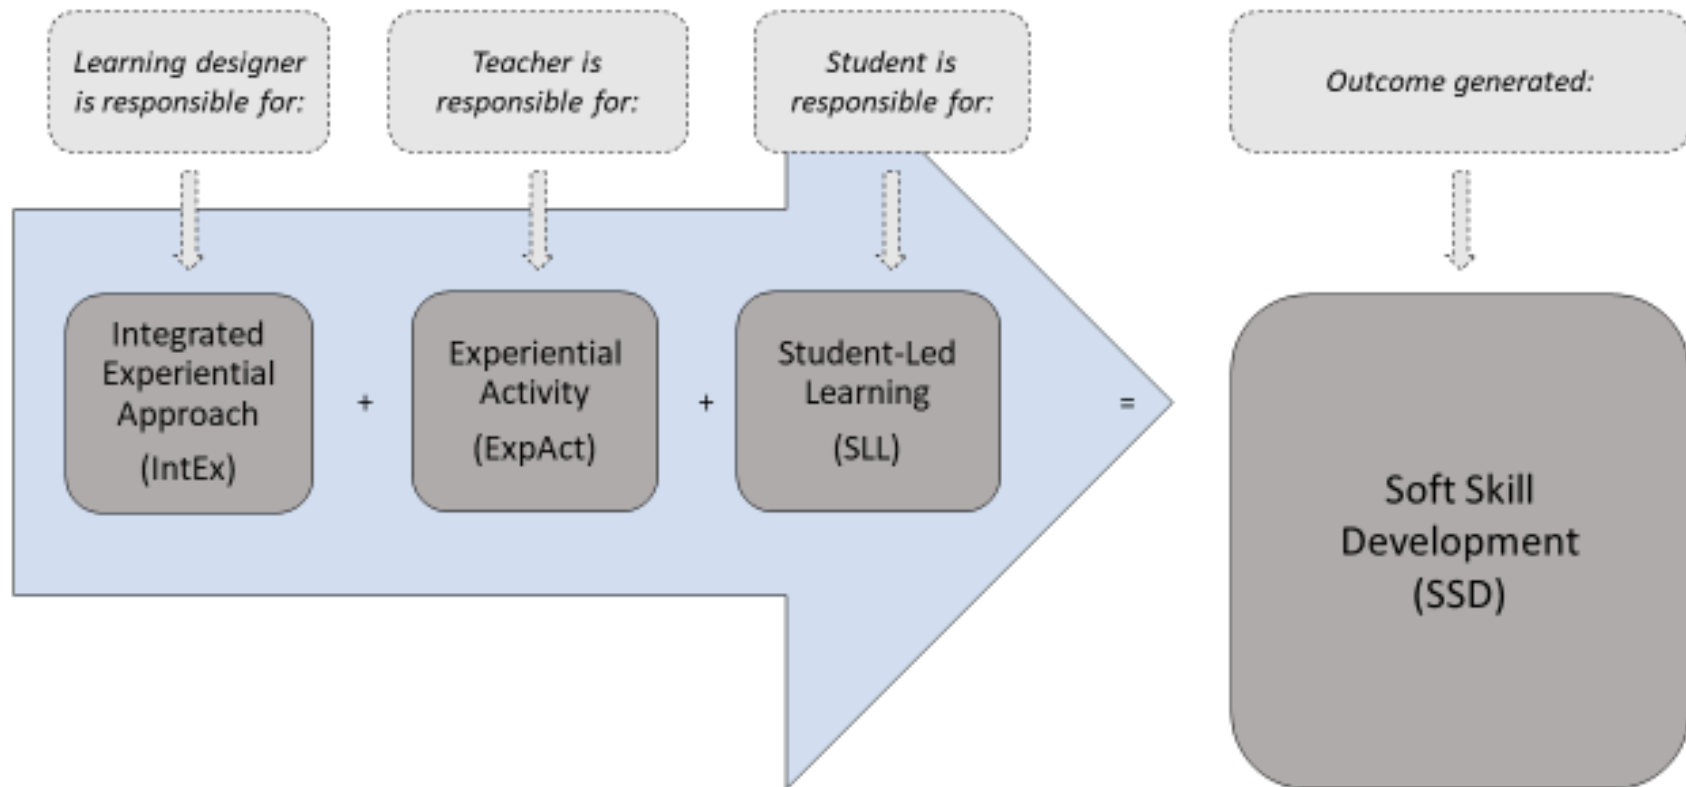 Learning designer
is responsible for:
Teacher is
responsible for:
Student is
responsible for:
Outcome generated:
Integrated
Experiential
Approach
(IntEx)
+
Experiential
Activity
(ExpAct)
+
Student-Led
Learning
(SLL)
=
Soft Skill
Development
(SSD)